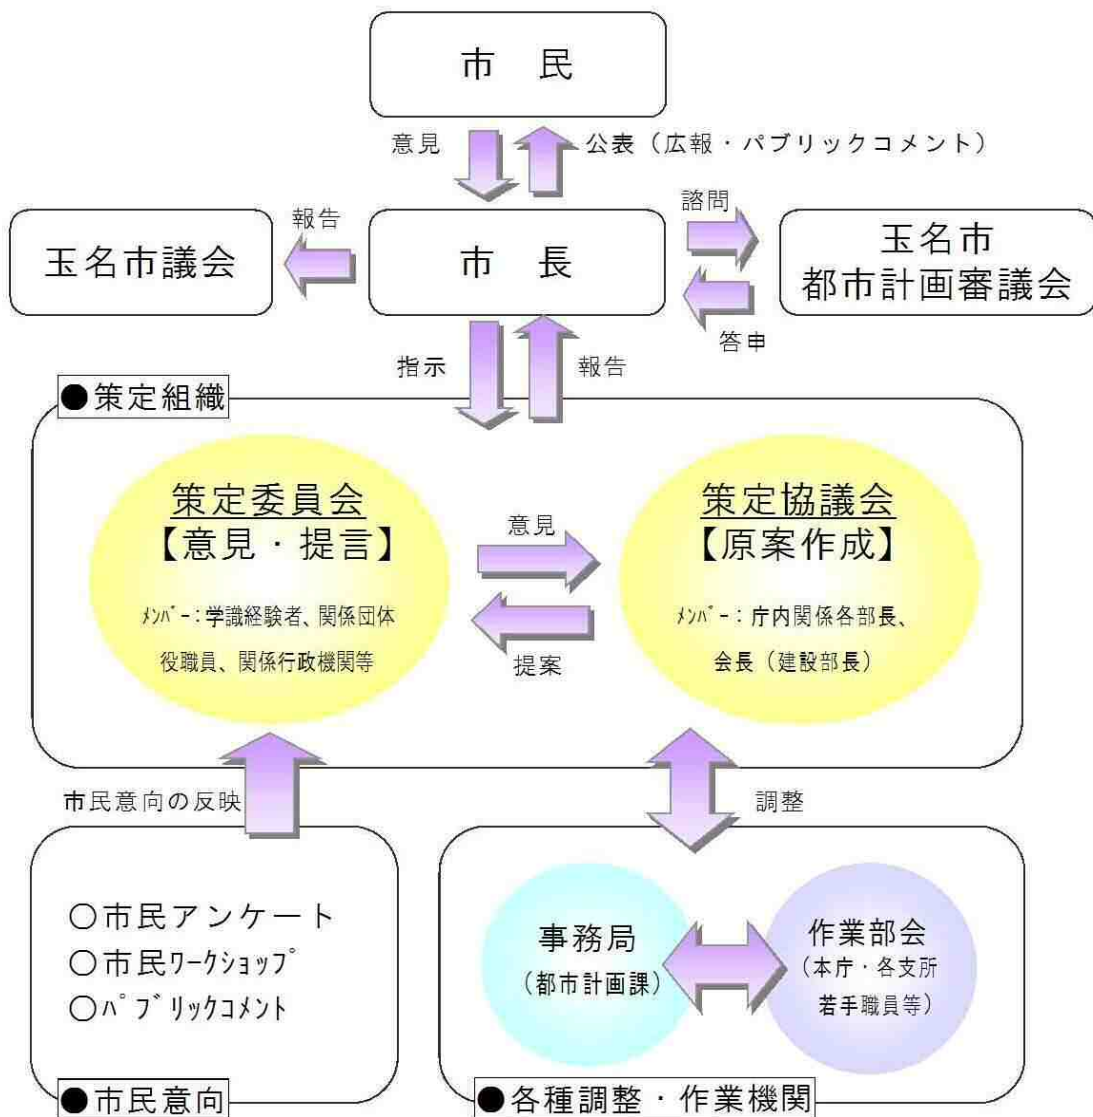 市 民
意見
公表（広報・パブリックコメント）
報告
諮問
玉名市議会
市 長
玉名市
都市計画審議会
答申
指示
報告
●策定組織
策定委員会
【意見・提言】
ﾒﾝﾊﾞｰ：学識経験者、関係団体
役職員、関係行政機関等
意見
提案
策定協議会
【原案作成】
ﾒﾝﾊﾞｰ：庁内関係各部長、
会長（建設部長）
市民意向の反映
調整
○市民アンケート
○市民ﾜｰｸｼｮｯﾌﾟ
○ﾊﾟﾌﾞﾘｯｸｺﾒﾝﾄ
●市民意向
事務局
（都市計画課）
作業部会
（本庁・各支所
若手職員等）
●各種調整・作業機関